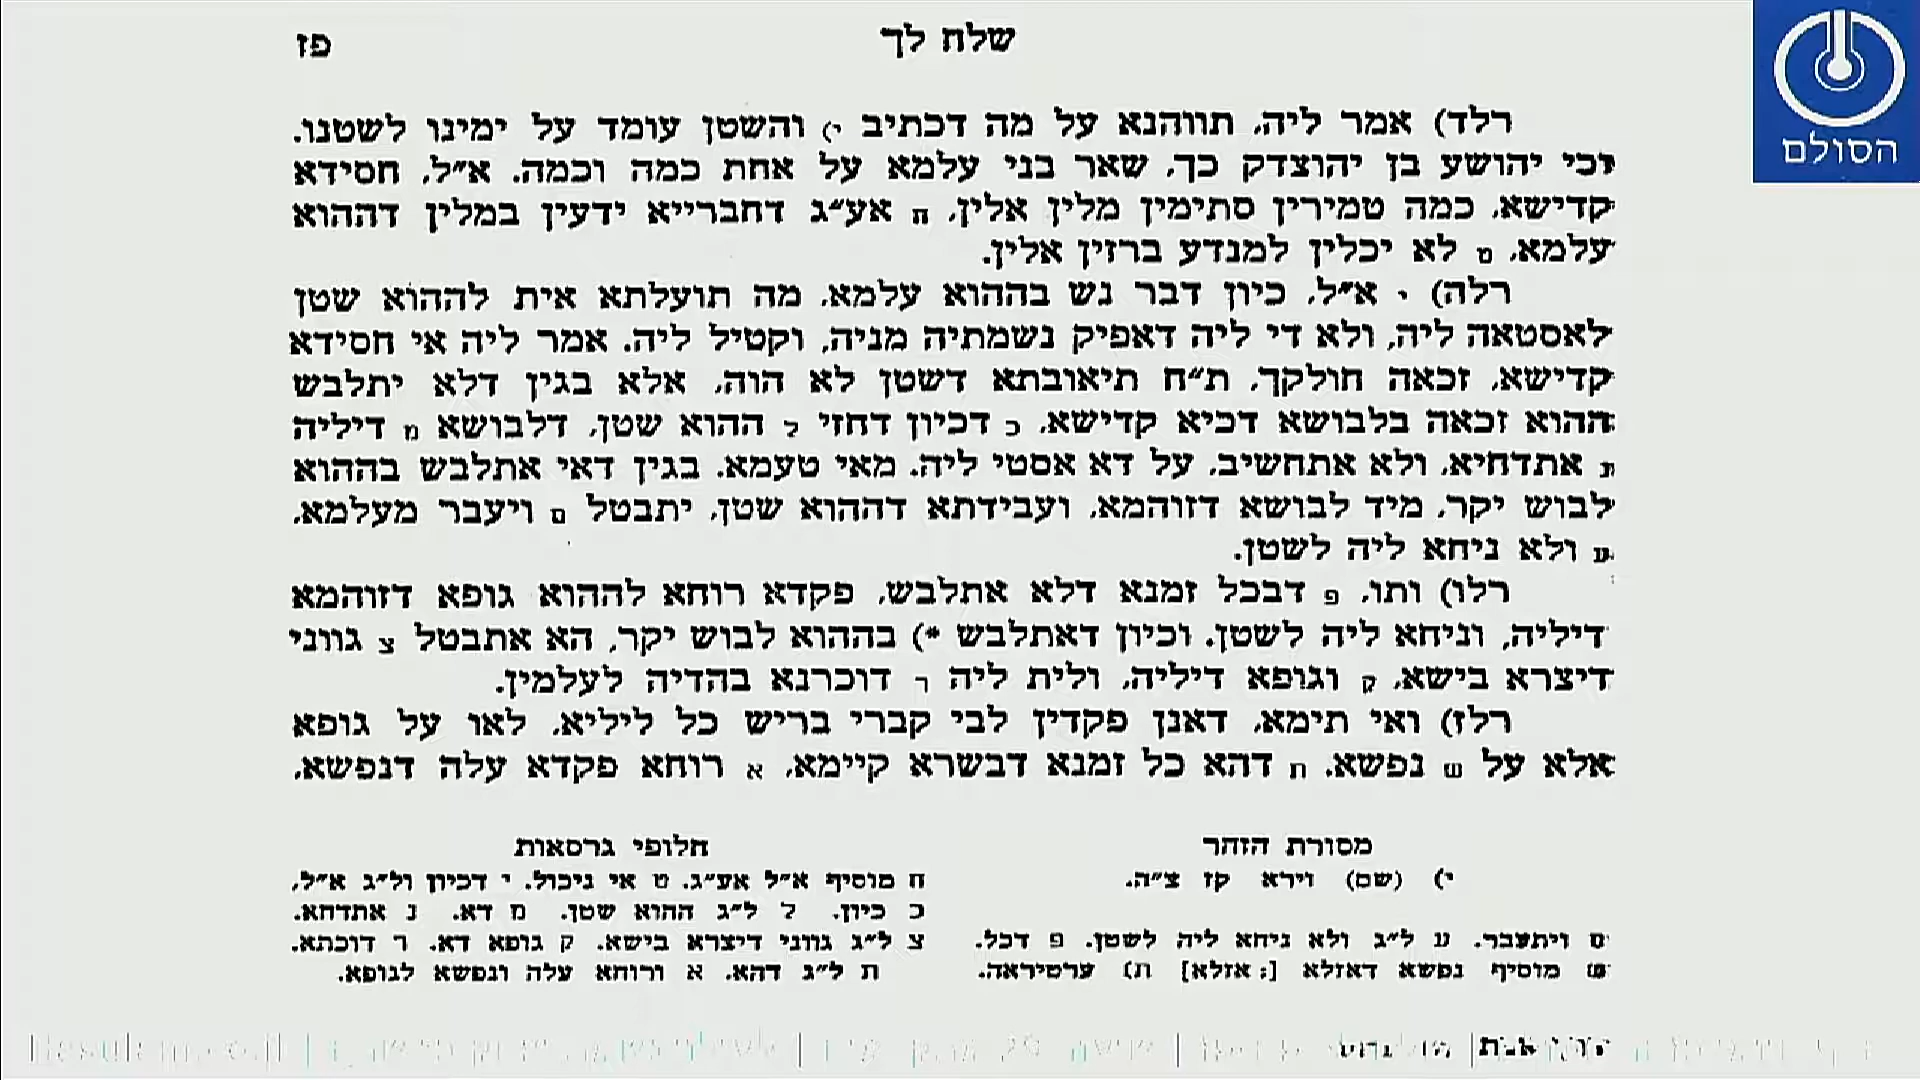 שלח לך
פז
הסולם
רלד) אמר ליה, תווהנא על מה דכתיב י) והשטן עומד על ימינו לשטנו.
וכי יהושע בן יהוצדק כך, שאר בני עלמא על אחת כמה וכמה. א״ל, חסידא
קדישא, כמה טמירין סתימין מלין אלין, ח אע״ג דחברייא ידעין במלין דההוא
עלמא, ט לא יכלין למנדע ברזין אלין.
רלה) י א״ל, כיון דבר נש בההוא עלמא, מה תועלתא אית לההוא שטן
לאסטאה ליה, ולא די ליה דאפיק נשמתיה מניה, וקטיל ליה. אמר ליה אי חסידא
קדישא, זכאה חולקך, ת״ח תיאובתא דשטן לא הוה, אלא בגין דלא יתלבש
ההוא זכאה בלבושא דכיא קדישא, כ דכיון דחזי ל ההוא שטן, דלבושא מ דיליה
נ אתדחיא, ולא אתחשיב, על דא אסטי ליה. מאי טעמא. בגין דאי אתלבש בההוא
לבוש יקר, מיד לבושא דזוהמא, ועבידתא דההוא שטן, יתבטל ס ויעבר מעלמא,
ע ולא ניחא ליה לשטן.
רלו) ותו, פ דבכל זמנא דלא אתלבש, פקדא רוחא לההוא גופא דזוהמא
דיליה, וניחא ליה לשטן. וכיון דאתלבש *) בההוא לבוש יקר, הא אתבטל צ גווני
דיצרא בישא, ק וגופא דיליה, ולית ליה ר דוכרנא בהדיה לעלמין.
רלז) ואי תימא, דאנן פקדין לבי קברי בריש כל ליליא, לאו על גופא
אלא על ש נפשא, ת דהא כל זמנא דבשרא קיימא, א רוחא פקדא עלה דנפשא,
מסורת הזהר
י) (שם) וירא קז צ״ה.
חלופי גרסאות
ח מוסיף א״ל אע״ג. ט אי ניכול. י דכיון ול״ג א״ל,
כ כיון. ל ל״ג ההוא שטן. מ דא. נ אתדחא.
ס ויתעבר. ע ל״ג ולא ניחא ליה לשטן. פ דכל.
צ ל״ג גווני דיצרא בישא. ק גופא דא. ר דוכתא.
ש מוסיף נפשא דאזלא [; אזלא] ת) ערטיראה.
ת ל״ג דהא. א ורוחא עלה ונפשא לגופא.